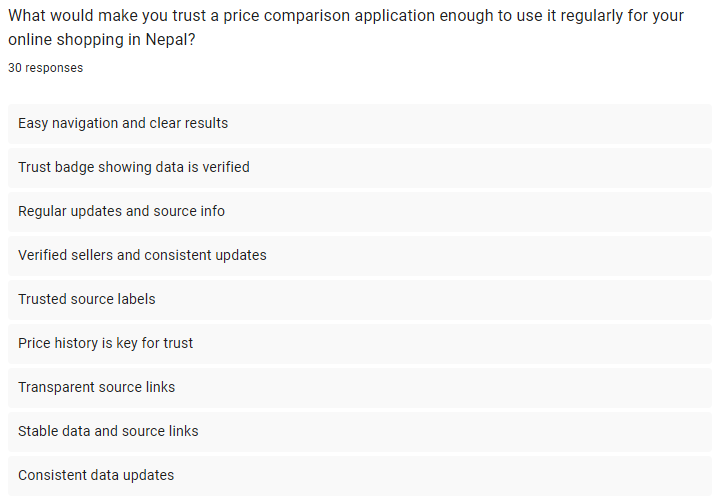 What would make you trust a price comparison application enough to use it regularly for your
online shopping in Nepal?
30 responses
Easy navigation and clear results
Trust badge showing data is verified
Regular updates and source info
Verified sellers and consistent updates
Trusted source labels
Price history is key for trust
Transparent source links
Stable data and source links
Consistent data updates